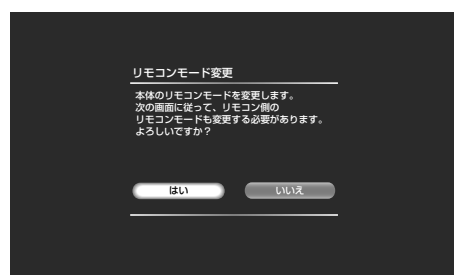 リモコンモード変更
本体のリモコンモードを変更します。
次の画面に従って、リモコン側の
リモコンモードも変更する必要があります。
よろしいですか？
はい いいえ